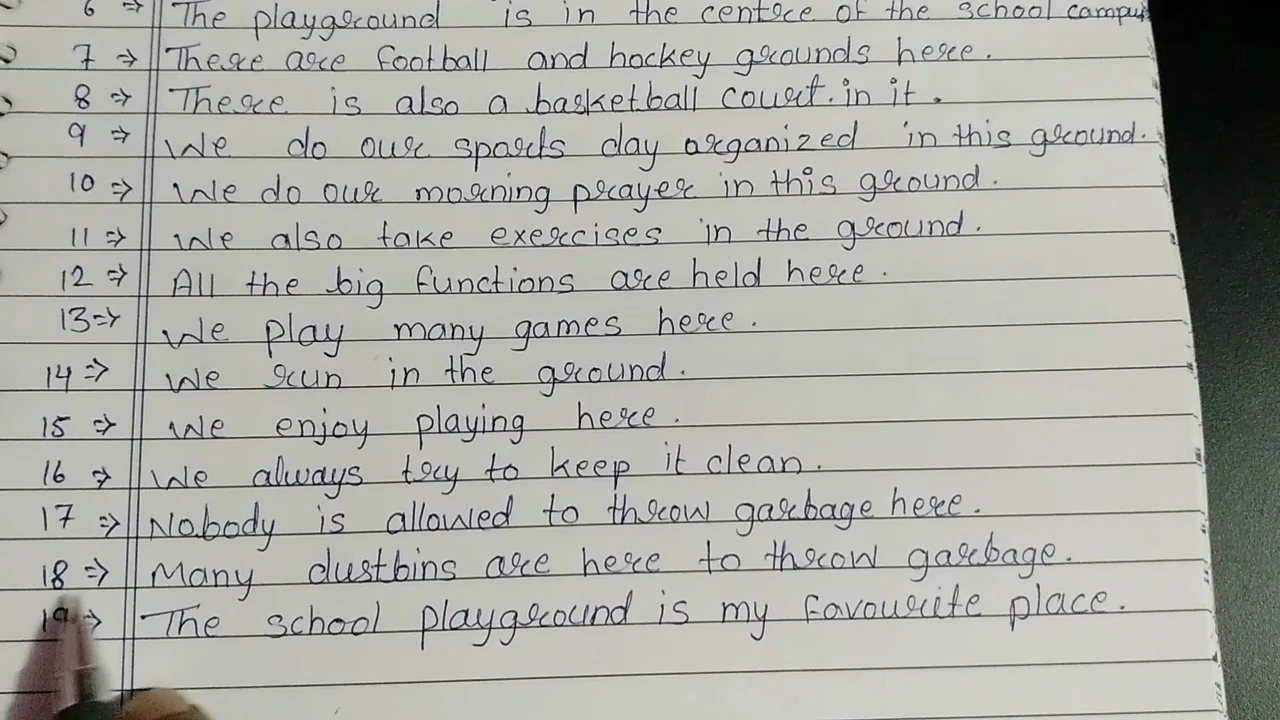 6 ⇒ The playground is in the centre of the school campus
7 ⇒ There are football and hockey grounds here.
8 ⇒ There is also a basketball court.in it.
9 ⇒ We do our sports day organized in this ground.
10 ⇒ We do our morning prayer in this ground.
11 ⇒ We also take exercises in the ground.
12 ⇒ All the big functions are held here.
13 ⇒ We play many games here.
14 ⇒ We run in the ground.
15 ⇒ We enjoy playing here.
16 ⇒ We always try to keep it clean.
17 ⇒ Nobody is allowed to throw garbage here.
18 ⇒ Many dustbins are here to throw garbage.
19 ⇒ The school playground is my favourite place.